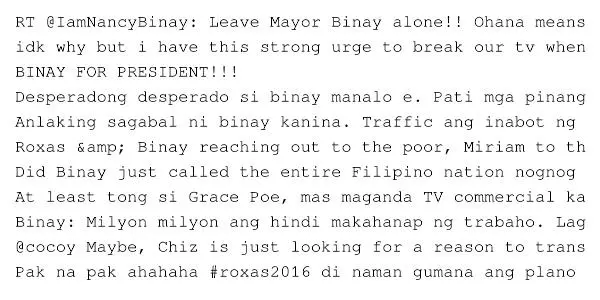 RT @IamNancyBinay: Leave Mayor Binay alone!! Ohana means
idk why but i have this strong urge to break our tv when
BINAY FOR PRESIDENT!!!
Desperadong desperado si binay manalo e. Pati mga pinang
Anlaking sagabal ni binay kanina. Traffic ang inabot ng
Roxas &amp; Binay reaching out to the poor, Miriam to th
Did Binay just called the entire Filipino nation nognog
At least tong si Grace Poe, mas maganda TV commercial ka
Binay: Milyon milyon ang hindi makahanap ng trabaho. Lag
@cocoy Maybe, Chiz is just looking for a reason to trans
Pak na pak ahahaha #roxas2016 di naman gumana ang plano